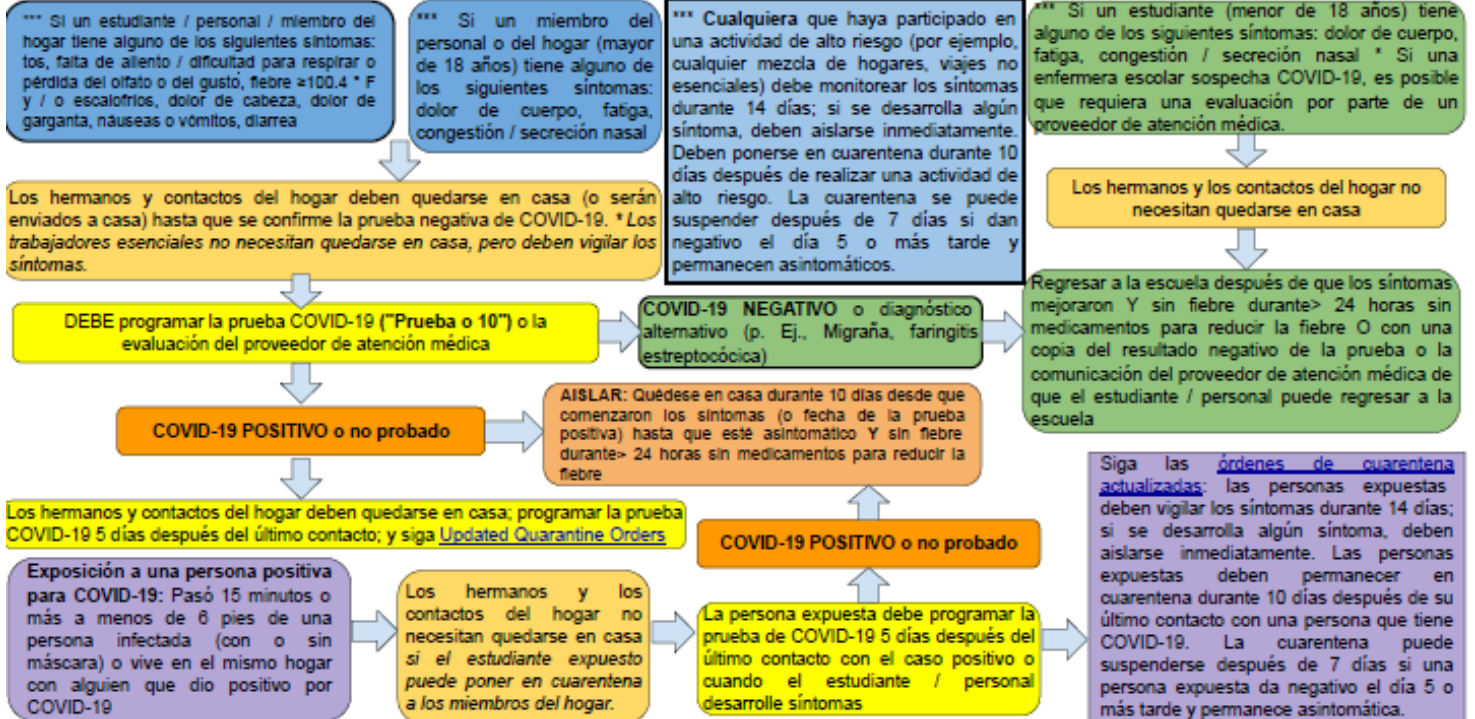 *** Si un estudiante / personal / miembro del
hogar tiene alguno de los siguientes síntomas:
tos, falta de aliento / dificultad para respirar o
pérdida del olfato o del gusto, fiebre ≥100.4 * F
y / o escalofríos, dolor de cabeza, dolor de
garganta, náuseas o vómitos, diarrea
*** Si un miembro del
personal o del hogar (mayor
de 18 años) tiene alguno de
los siguientes síntomas:
dolor de cuerpo, fatiga,
congestión / secreción nasal
*** Cualquiera que haya participado en
una actividad de alto riesgo (por ejemplo,
cualquier mezcla de hogares, viajes no
esenciales) debe monitorear los síntomas
durante 14 días; si se desarrolla algún
síntoma, deben aislarse inmediatamente.
Deben ponerse en cuarentena durante 10
días después de realizar una actividad de
alto riesgo. La cuarentena se puede
suspender después de 7 días si dan
negativo el día 5 o más tarde y
permanecen asintomáticos.
*** Si un estudiante (menor de 18 años) tiene
alguno de los siguientes síntomas: dolor de cuerpo,
fatiga, congestión / secreción nasal * Si una
enfermera escolar sospecha COVID-19, es posible
que requiera una evaluación por parte de un
proveedor de atención médica.
Los hermanos y contactos del hogar deben quedarse en casa (o serán
enviados a casa) hasta que se confirme la prueba negativa de COVID-19. * Los
trabajadores esenciales no necesitan quedarse en casa, pero deben vigilar los
síntomas.
Los hermanos y los contactos del hogar no
necesitan quedarse en casa
DEBE programar la prueba COVID-19 ("Prueba o 10") o la
evaluación del proveedor de atención médica
COVID-19 NEGATIVO o diagnóstico
alternativo (p. Ej., Migraña, faringitis
estreptocócica)
Regresar a la escuela después de que los síntomas
mejoraron Y sin fiebre durante> 24 horas sin
medicamentos para reducir la fiebre O con una
copia del resultado negativo de la prueba o la
comunicación del proveedor de atención médica de
que el estudiante / personal puede regresar a la
escuela
COVID-19 POSITIVO o no probado
AISLAR: Quédese en casa durante 10 días desde que
comenzaron los síntomas (o fecha de la prueba
positiva) hasta que esté asintomático Y sin fiebre
durante> 24 horas sin medicamentos para reducir la
fiebre
Los hermanos y contactos del hogar deben quedarse en casa; programar la prueba
COVID-19 5 días después del último contacto; y siga Updated Quarantine Orders
COVID-19 POSITIVO o no probado
Exposición a una persona positiva
para COVID-19: Pasó 15 minutos o
más a menos de 6 pies de una
persona infectada (con o sin
máscara) o vive en el mismo hogar
con alguien que dio positivo por
COVID-19
Los hermanos y los
contactos del hogar no
necesitan quedarse en casa
si el estudiante expuesto
puede poner en cuarentena
a los miembros del hogar.
La persona expuesta debe programar la
prueba de COVID-19 5 días después del
último contacto con el caso positivo o
cuando el estudiante / personal
desarrolle síntomas
Siga las órdenes de cuarentena
actualizadas: las personas expuestas
deben vigilar los síntomas durante 14 días;
si se desarrolla algún síntoma, deben
aislarse inmediatamente. Las personas
expuestas deben permanecer en
cuarentena durante 10 días después de su
último contacto con una persona que tiene
COVID-19. La cuarentena puede
suspenderse después de 7 días si una
persona expuesta da negativo el día 5 o
más tarde y permanece asintomática.